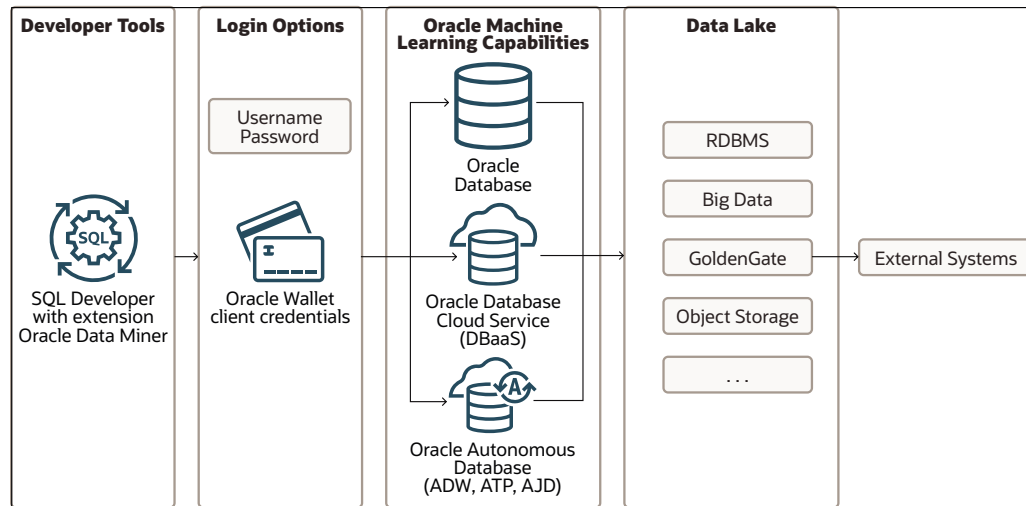 Developer Tools
SQL
SQL Developer
with extension
Oracle Data Miner
Login Options
Username
Password
Oracle Wallet
client credentials
Oracle Machine
Learning Capabilities
Oracle
Database
Oracle Database
Cloud Service
(DBaaS)
A
Oracle Autonomous
Database
(ADW, ATP, AJD)
Data Lake
RDBMS
Big Data
GoldenGate
Object Storage
. . .
External Systems